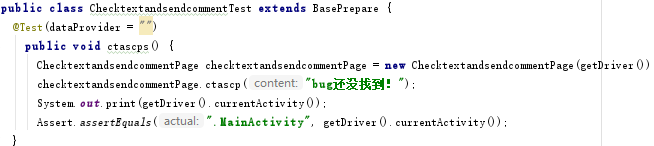 public class ChecktextandsendcommentTest extends BasePrepare {
@Test(dataProvider = "")
public void ctascps() {
ChecktextandsendcommentPage checktextandsendcommentPage = new ChecktextandsendcommentPage(getDriver())
checktextandsendcommentPage.ctascp( content: "bug还没找到! ");
System.out.print(getDriver().currentActivity());
Assert.assertEquals( actual: ".MainActivity", getDriver().currentActivity());
}